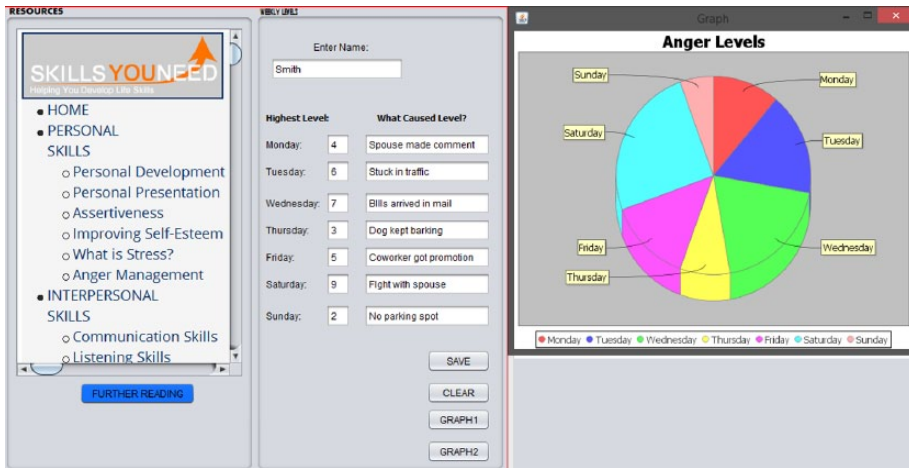 RESOURCES
SKILLSYOUNEED
Helping You Develop Life Skills
HOME
PERSONAL
SKILLS
Personal Development
Personal Presentation
Assertiveness
Improving Self-Esteem
What is Stress?
Anger Management
INTERPERSONAL
SKILLS
Communication Skills
Listening Skills
FURTHER READING
WEEKLY LEVELS
Enter Name:
Smith
Highest Level: What Caused Level?
Monday: 4 Spouse made comment
Tuesday: 6 Stuck in traffic
Wednesday: 7 BIlls arrived in mail
Thursday: 3 Dog kept barking
Friday: 5 Coworker got promotion
Saturday: 9 FIght with spouse
Sunday: 2 No parking spot
SAVE
CLEAR
GRAPH1
GRAPH2
Graph
Anger Levels
Sunday
Monday
Saturday
Tuesday
Friday
Wednesday
Thursday
Monday Tuesday Wednesday Thursday Friday Saturday Sunday